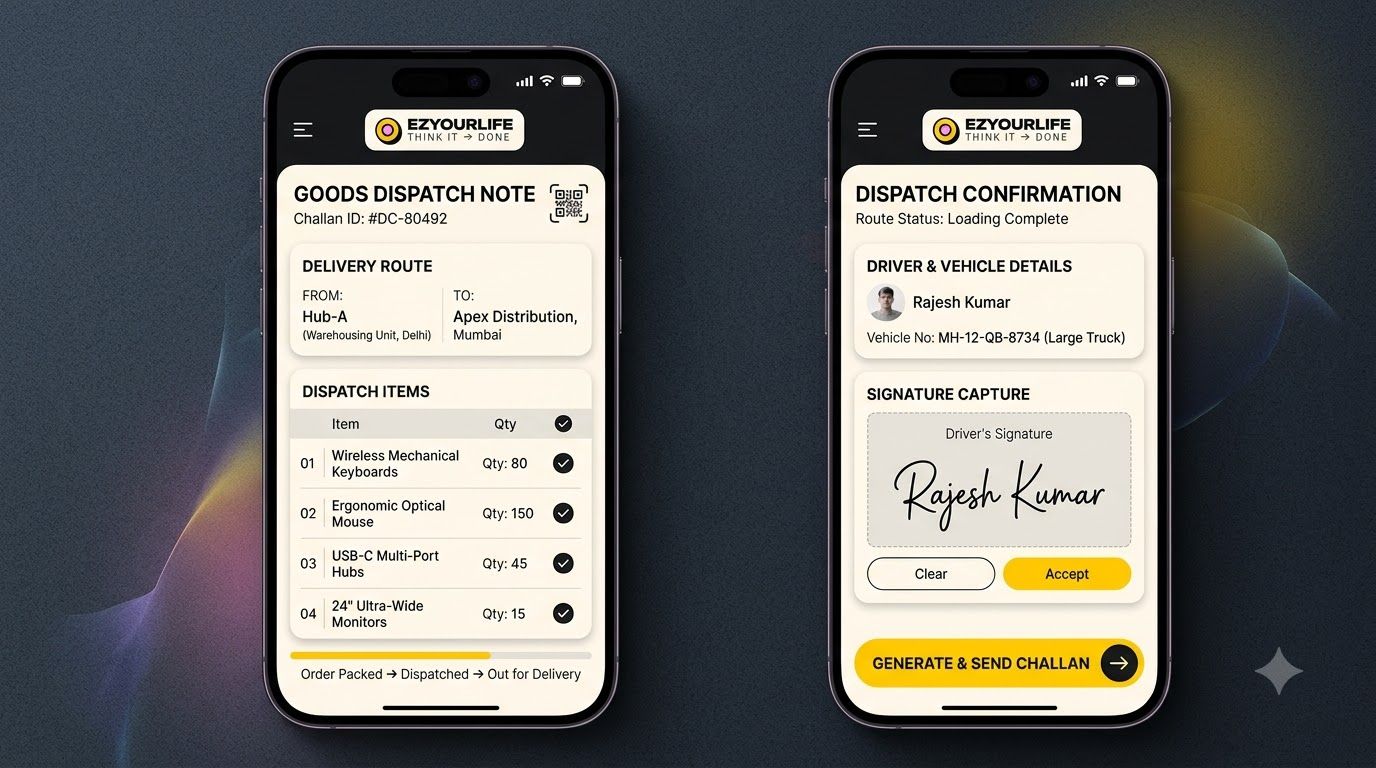 EZYOURLIFE
THINK IT → DONE
GOODS DISPATCH NOTE
Challan ID: #DC-80492
DELIVERY ROUTE
FROM:
Hub-A
(Warehousing Unit, Delhi)
TO:
Apex Distribution,
Mumbai
DISPATCH ITEMS
Item Qty
01 Wireless Mechanical
Keyboards
Qty: 80
02 Ergonomic Optical
Mouse
Qty: 150
03 USB-C Multi-Port
Hubs
Qty: 45
04 24" Ultra-Wide
Monitors
Qty: 15
Order Packed → Dispatched → Out for Delivery
EZYOURLIFE
THINK IT → DONE
DISPATCH CONFIRMATION
Route Status: Loading Complete
DRIVER & VEHICLE DETAILS
Rajesh Kumar
Vehicle No: MH-12-QB-8734 (Large Truck)
SIGNATURE CAPTURE
Driver's Signature
Rajesh Kumar
Clear
Accept
GENERATE & SEND CHALLAN